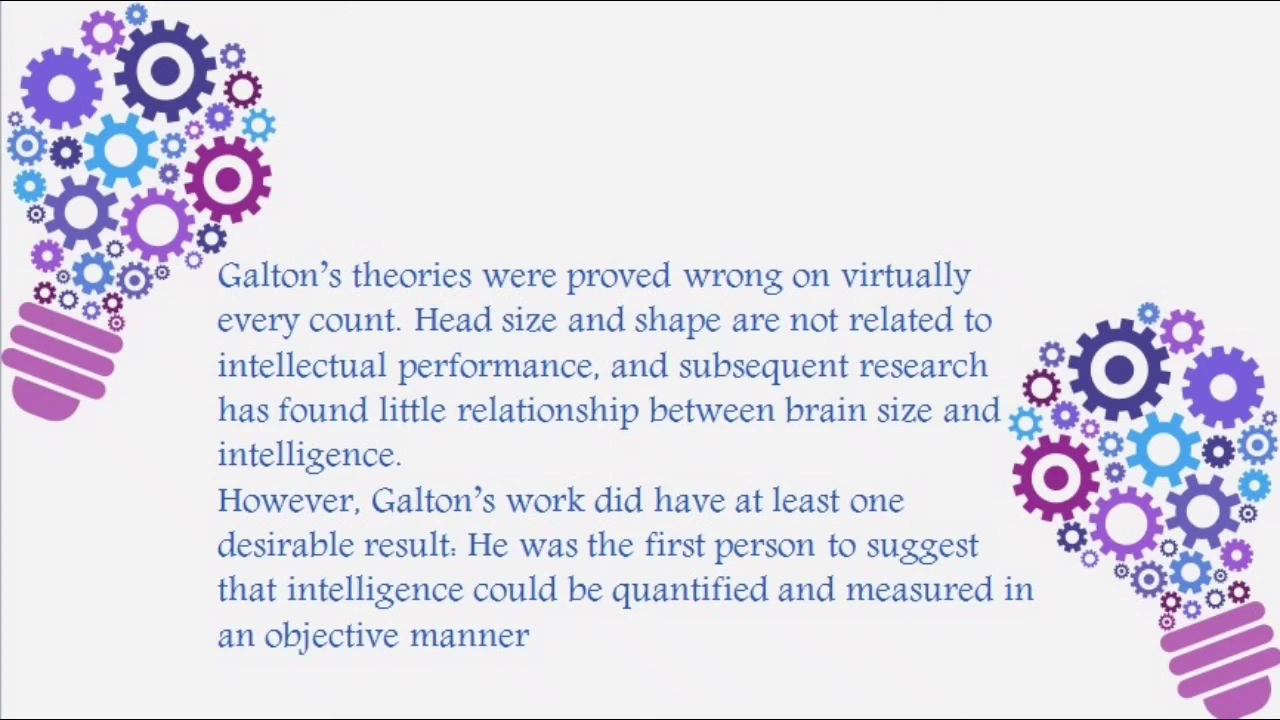 Galton’s theories were proved wrong on virtually
every count. Head size and shape are not related to
intellectual performance, and subsequent research
has found little relationship between brain size and
intelligence.
However, Galton’s work did have at least one
desirable result: He was the first person to suggest
that intelligence could be quantified and measured in
an objective manner